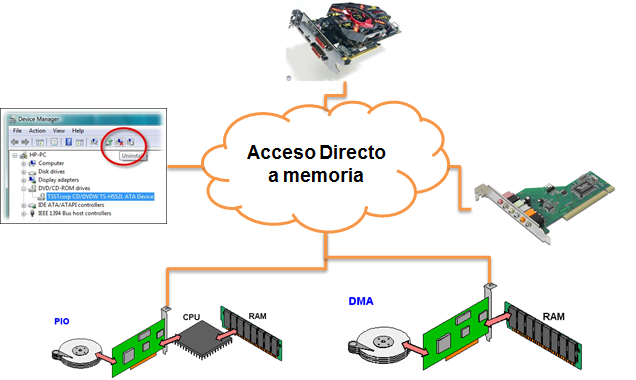 Device Manager
File Action View Help
Uninstall
HP-PC
Computer
Disk drives
Display adapters
DVD/CD-ROM drives
TSSTcorp CD/DVDW TS-H552L ATA Device
IDE ATA/ATAPI controllers
IEEE 1394 Bus host controllers
Acceso Directo
a memoria
PIO
CPU
RAM
DMA
RAM